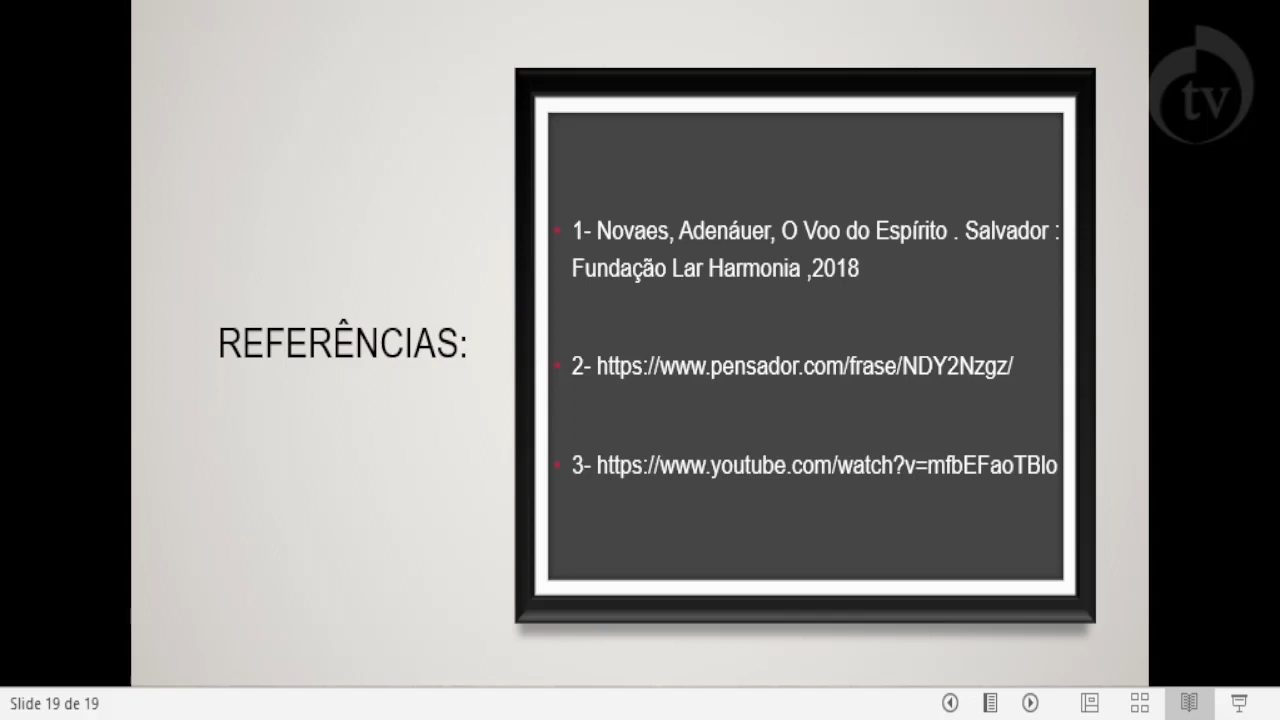 tv
REFERÊNCIAS:
1- Novaes, Adenáuer, O Voo do Espírito . Salvador :
Fundação Lar Harmonia ,2018
2- https://www.pensador.com/frase/NDY2Nzgz/
3- https://www.youtube.com/watch?v=mfbEFaoTBlo
Slide 19 de 19